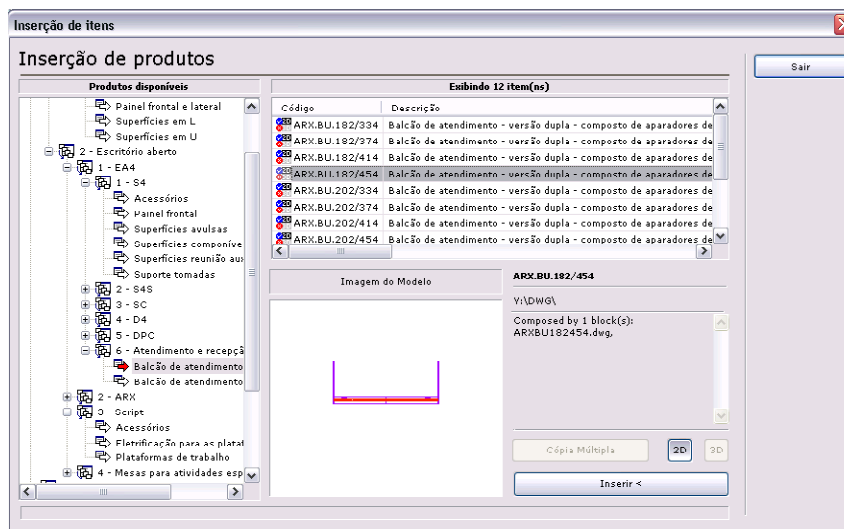 Inserção de itens
Inserção de produtos
Sair
Produtos disponíveis
Painel frontal e lateral
Superfícies em L
Superfícies em U
2 - Escritório aberto
1 - EA4
1 - S4
Acessórios
Painel frontal
Superfícies avulsas
Superfícies componíve
Superfícies reunião aux
Suporte tomadas
2 - S4S
3 - SC
4 - D4
5 - DPC
6 - Atendimento e recepçã
Balcão de atendimento
Balcão de atendimento
2 - ARX
3 - Script
Acessórios
Eletrificação para as plataf
Plataformas de trabalho
4 - Mesas para atividades esp
Exibindo 12 item(ns)
Código Descrição
ARX.BU.182/334 Balcão de atendimento - versão dupla - composto de aparadores de
ARX.BU.182/374 Balcão de atendimento - versão dupla - composto de aparadores de
ARX.BU.182/414 Balcão de atendimento - versão dupla - composto de aparadores de
ARX.BU.182/454 Balcão de atendimento - versão dupla - composto de aparadores de
ARX.BU.202/334 Balcão de atendimento - versão dupla - composto de aparadores de
ARX.BU.202/374 Balcão de atendimento - versão dupla - composto de aparadores de
ARX.BU.202/414 Balcão de atendimento - versão dupla - composto de aparadores de
ARX.BU.202/454 Balcão de atendimento - versão dupla - composto de aparadores de
Imagem do Modelo
ARX.BU.182/454
Y:\DWG\
Composed by 1 block(s):
ARXBU182454.dwg,
Cópia Múltipla
2D
3D
Inserir <